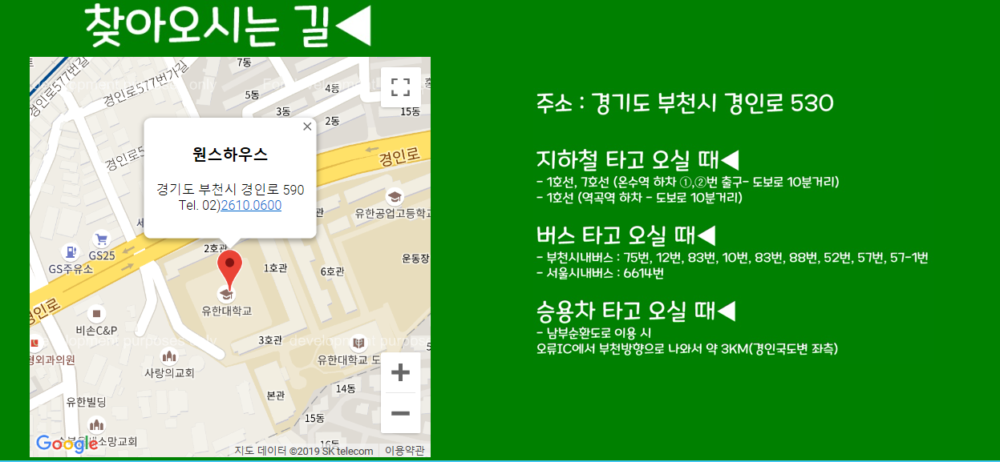 찾아오시는 길◀
7동
경인로577번길
경인로577번가길
For development purposes only
5동
4등
3동
2동
15동
경인로
원스하우스
경기도 부천시 경인로 590
Tel. 02)2610.0600
유한공업고등학교
GS25
GS주유소
2호관
1호관
6호관
운동장
유한대학교
경인로
비손C&P
3호관
유한대학교 도
사랑의교회
14동
본관
유한빌딩
15동
소망교회
16동
Google
지도 데이터 ©2019 SK telecom
이용약관
주소 : 경기도 부천시 경인로 530
지하철 타고 오실 때◀
- 1호선, 7호선 (온수역 하차 ①,②번 출구- 도보로 10분거리)
- 1호선 (역곡역 하차 - 도보로 10분거리)
버스 타고 오실 때◀
- 부천시내버스 : 75번, 12번, 83번, 10번, 83번, 88번, 52번, 57번, 57-1번
- 서울시내버스 : 6614번
승용차 타고 오실 때◀
- 남부순환도로 이용 시
오류IC에서 부천방향으로 나와서 약 3KM(경인국도변 좌측)